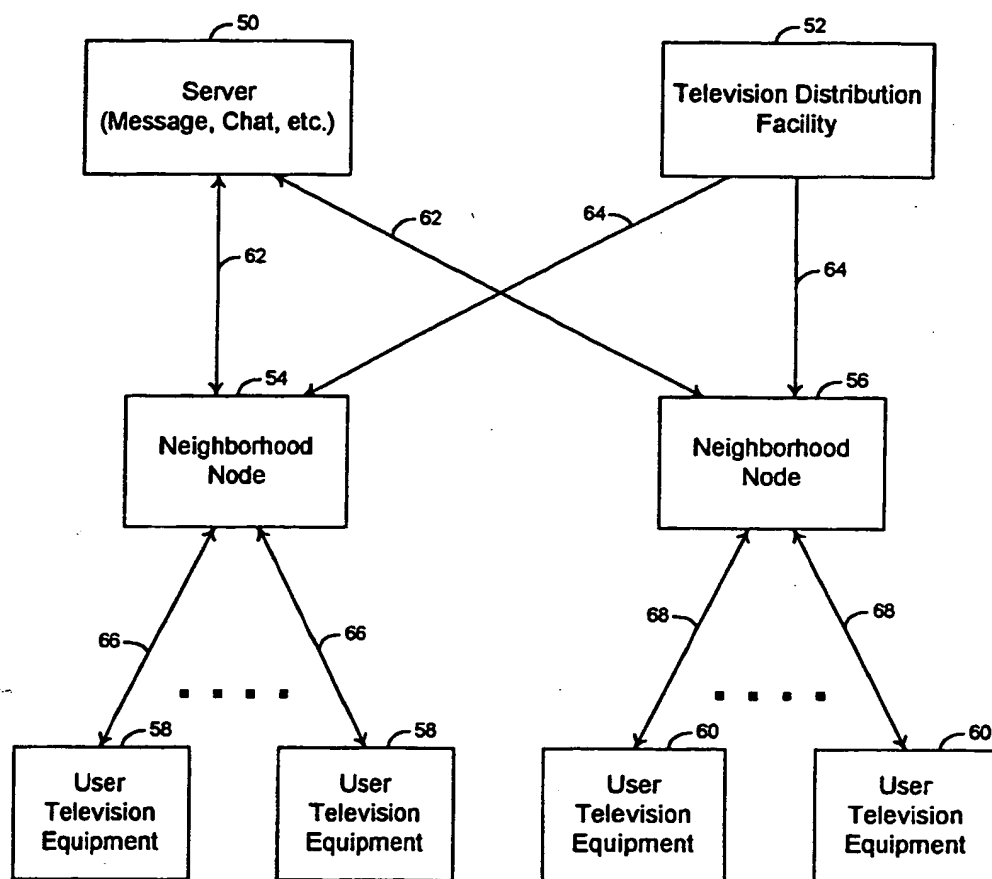 50
52
Server
(Message, Chat, etc.)
Television Distribution
Facility
62
62
64
64
54
56
Neighborhood
Node
Neighborhood
Node
66
66
68
68
58
58
60
60
User
Television
Equipment
User
Television
Equipment
User
Television
Equipment
User
Television
Equipment